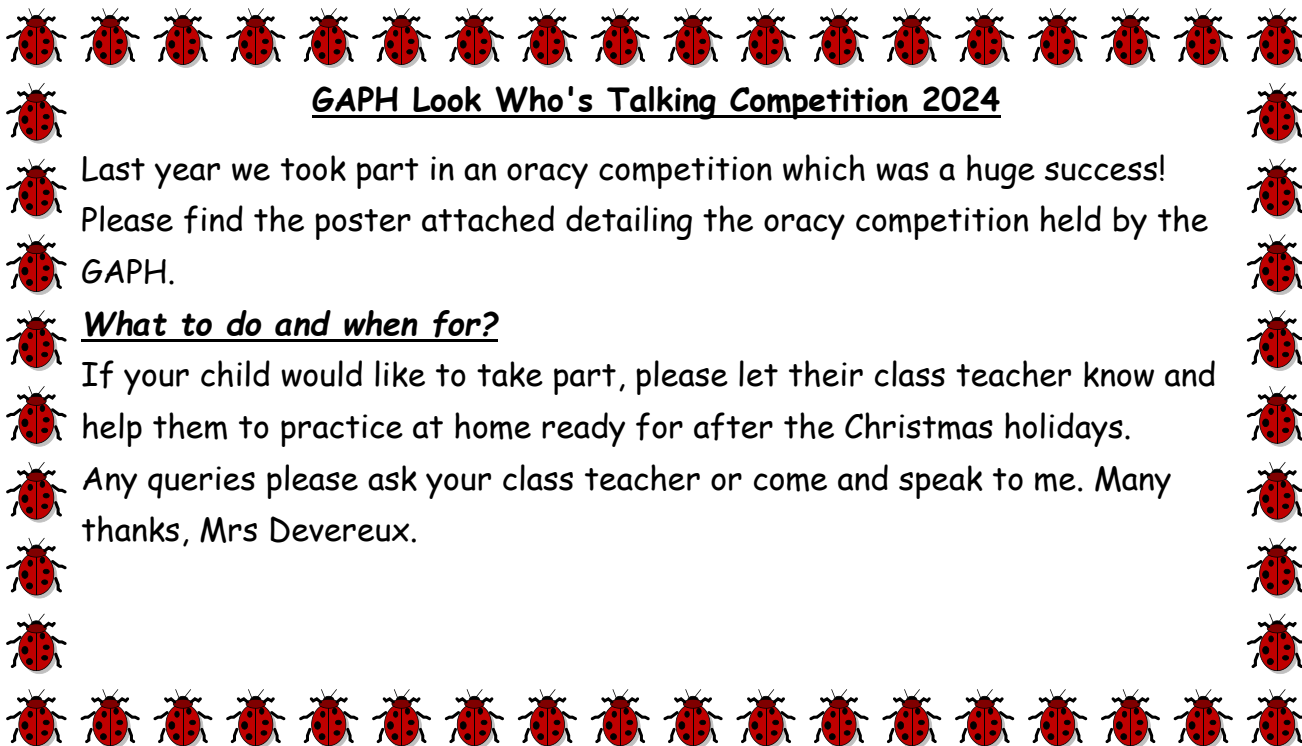 GAPH Look Who's Talking Competition 2024
Last year we took part in an oracy competition which was a huge success!
Please find the poster attached detailing the oracy competition held by the
GAPH.
What to do and when for?
If your child would like to take part, please let their class teacher know and
help them to practice at home ready for after the Christmas holidays.
Any queries please ask your class teacher or come and speak to me. Many
thanks, Mrs Devereux.